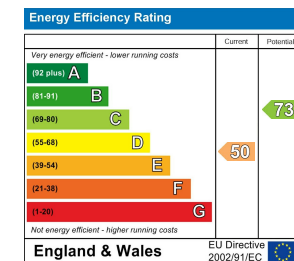 Energy Efficiency Rating
Current Potential
Very energy efficient - lower running costs
(92 plus) A
(81-91) B
(69-80) C
73
(55-68) D
50
(39-54) E
(21-38) F
(1-20) G
Not energy efficient - higher running costs
England & Wales
EU Directive
2002/91/EC